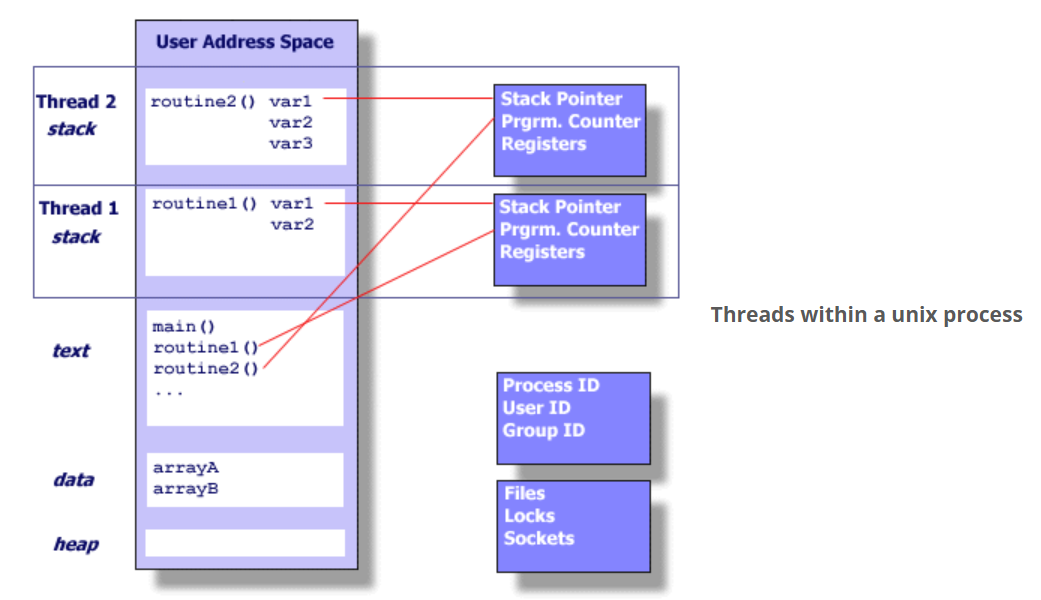 User Address Space
Thread 2
stack
routine2() var1
var2
var3
Stack Pointer
Prgrm. Counter
Registers
Thread 1
stack
routine1() var1
var2
Stack Pointer
Prgrm. Counter
Registers
text
main()
routine1()
routine2()
...
Threads within a unix process
Process ID
User ID
Group ID
data
arrayA
arrayB
Files
Locks
Sockets
heap